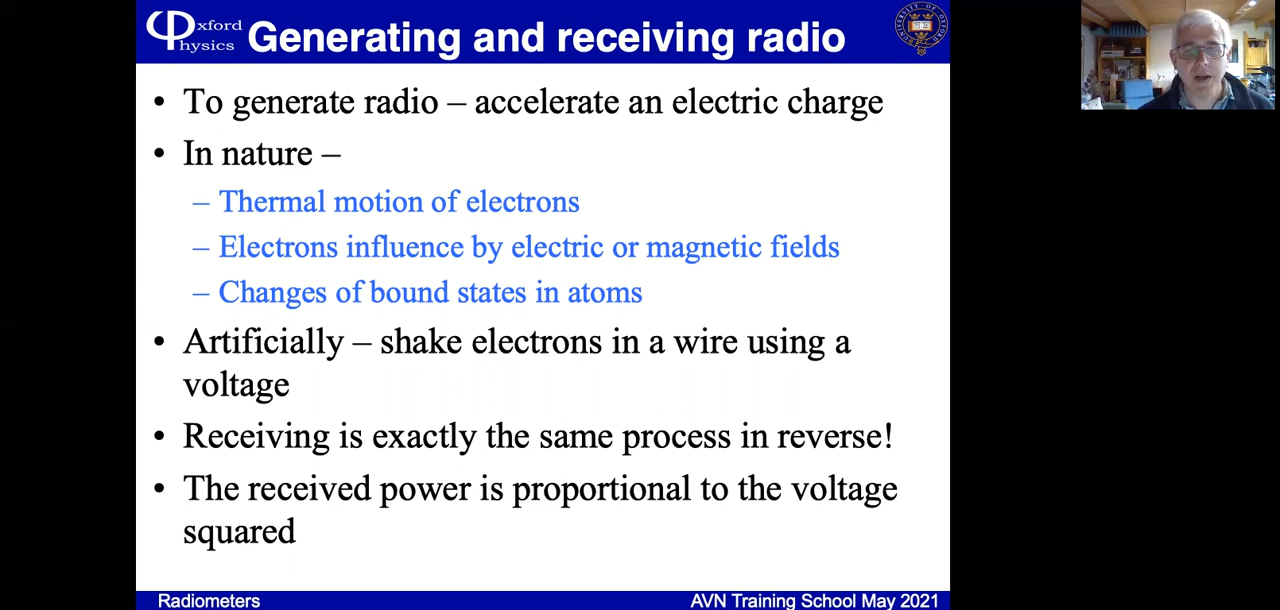 Φxford
Physics
Generating and receiving radio
• To generate radio – accelerate an electric charge
• In nature –
– Thermal motion of electrons
– Electrons influence by electric or magnetic fields
– Changes of bound states in atoms
• Artificially – shake electrons in a wire using a
voltage
• Receiving is exactly the same process in reverse!
• The received power is proportional to the voltage
squared
Radiometers
AVN Training School May 2021